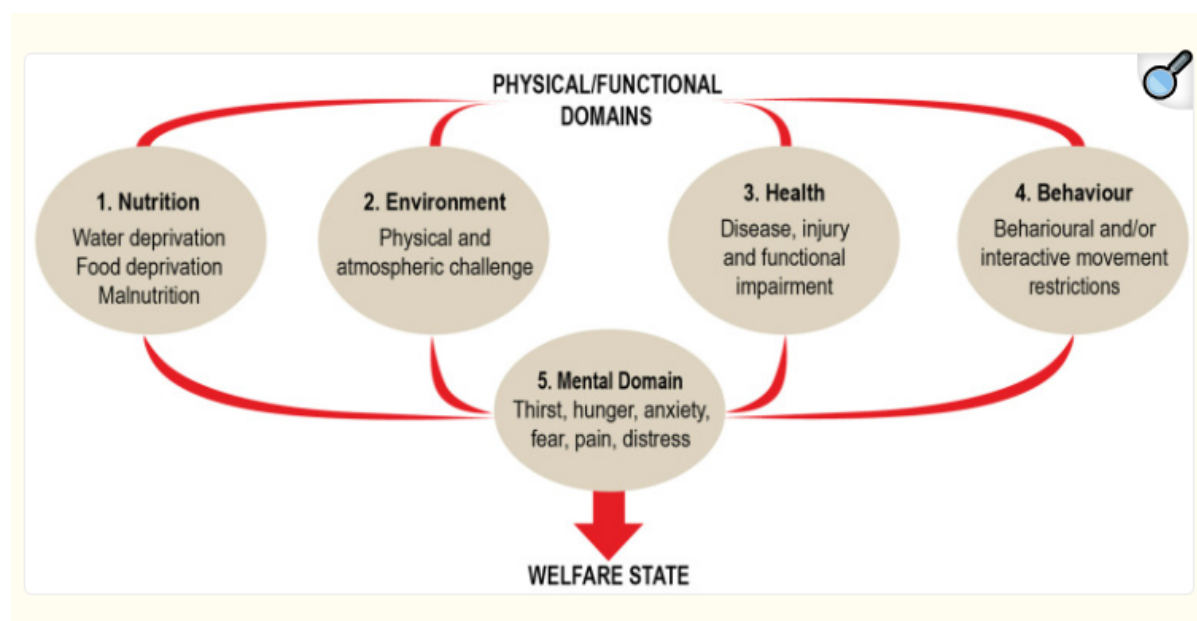 PHYSICAL/FUNCTIONAL
DOMAINS
1. Nutrition
Water deprivation
Food deprivation
Malnutrition
2. Environment
Physical and
atmospheric challenge
3. Health
Disease, injury
and functional
impairment
4. Behaviour
Beharioural and/or
interactive movement
restrictions
5. Mental Domain
Thirst, hunger, anxiety,
fear, pain, distress
WELFARE STATE